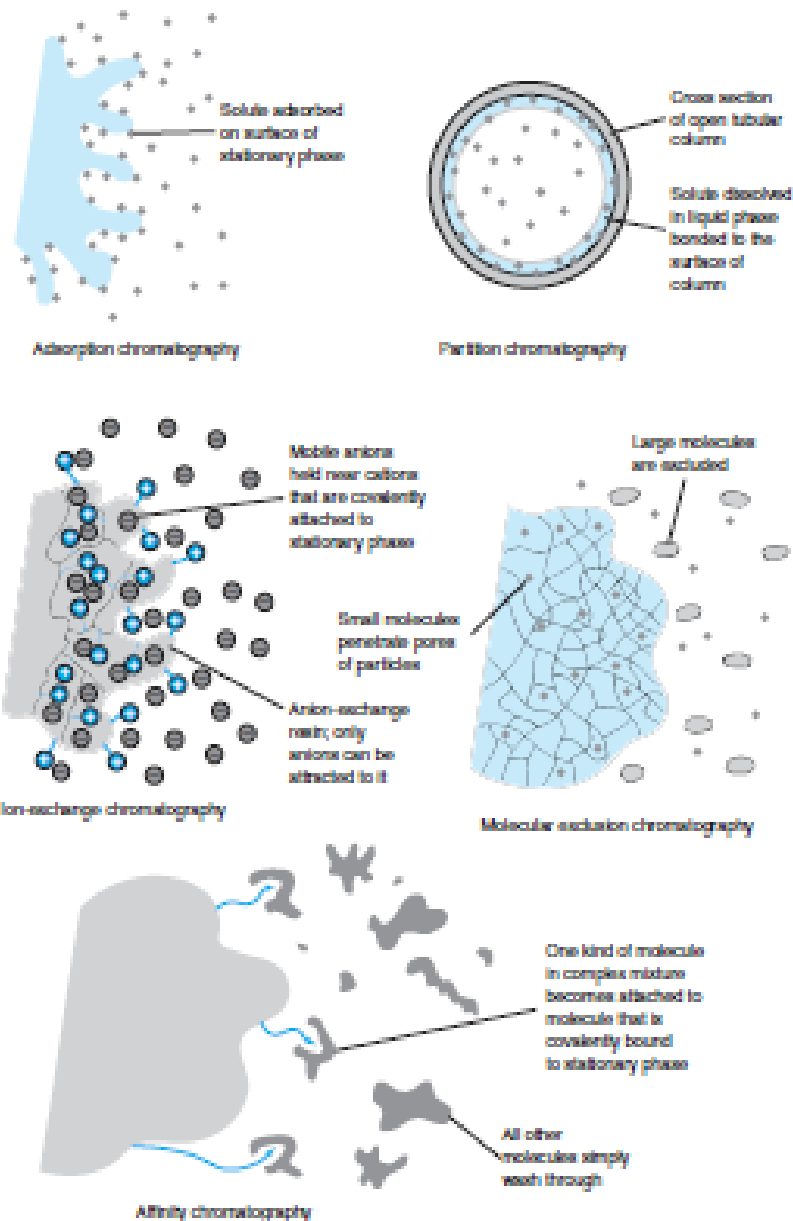 Solute adsorbed
on surface of
stationary phase
Adsorption chromatography
Cross section
of open tubular
column
Solute dissolved
in liquid phase
bonded to the
surface of
column
Partition chromatography
Mobile anions
held near cations
that are covalently
attached to
stationary phase
Anion-exchange
resin; only
anions can be
attracted to it
Ion-exchange chromatography
Large molecules
are excluded
Small molecules
penetrate pores
of particles
Molecular exclusion chromatography
One kind of molecule
in complex mixture
becomes attached to
molecule that is
covalently bound
to stationary phase
All other
molecules simply
wash through
Affinity chromatography